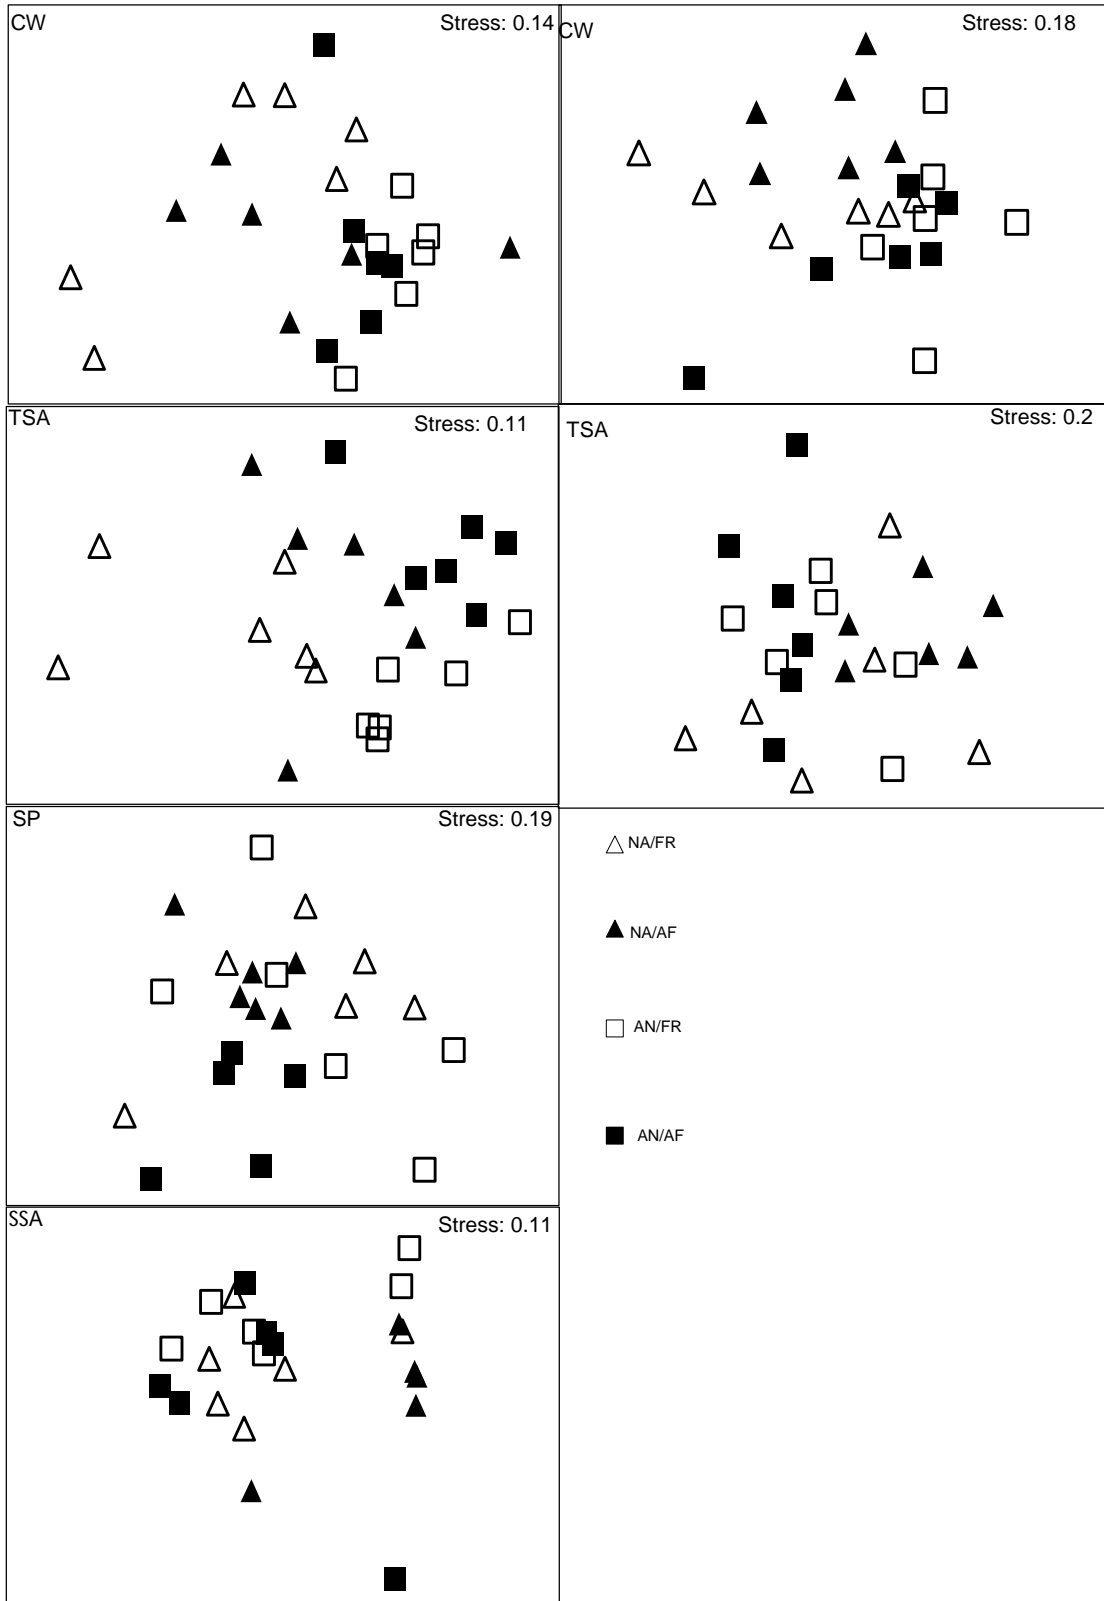 CW
Stress: 0.14
CW
Stress: 0.18
TSA
Stress: 0.11
TSA
Stress: 0.2
SP
Stress: 0.19
NA/FR
NA/AF
AN/FR
AN/AF
SSA
Stress: 0.11